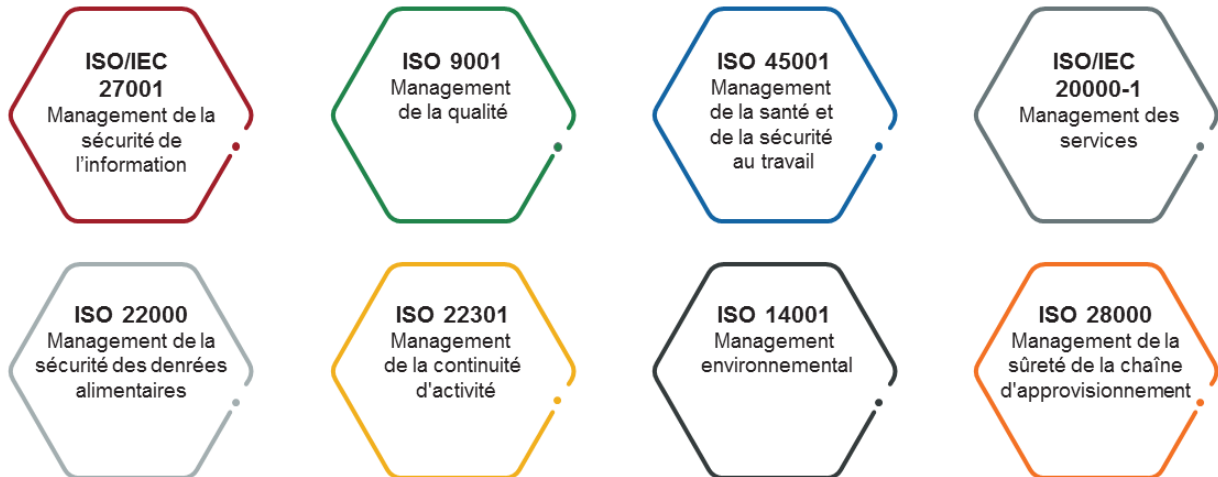 ISO/IEC
27001
Management de la
sécurité de
l’information
ISO 9001
Management
de la qualité
ISO 45001
Management
de la santé et
de la sécurité
au travail
ISO/IEC
20000-1
Management des
services
ISO 22000
Management de la
sécurité des denrées
alimentaires
ISO 22301
Management
de la continuité
d'activité
ISO 14001
Management
environnemental
ISO 28000
Management de la
sûreté de la chaîne
d'approvisionnement